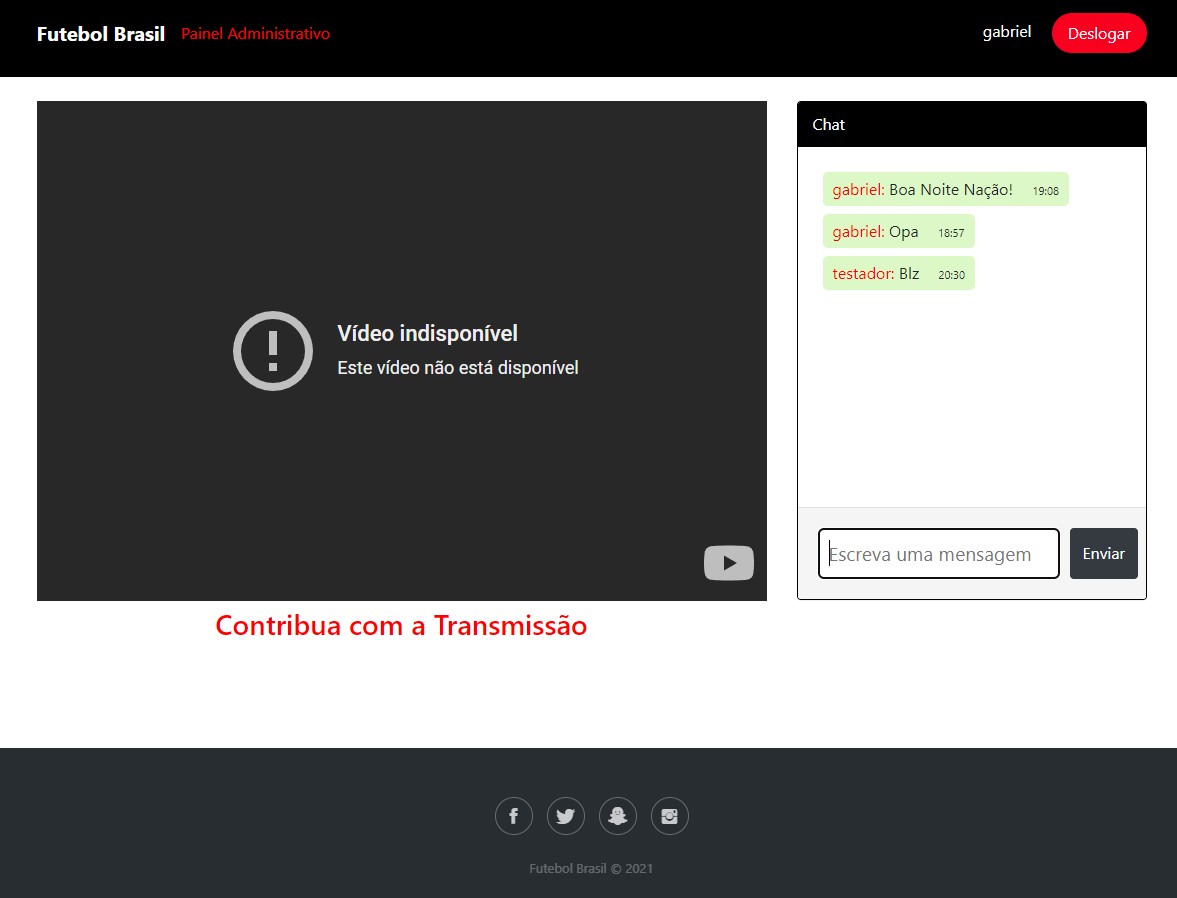 Futebol Brasil Painel Administrativo gabriel Deslogar
Vídeo indisponível
Este vídeo não está disponível
Contribua com a Transmissão
Chat
gabriel: Boa Noite Nação! 19:08
gabriel: Opa 18:57
testador: Blz 20:30
Escreva uma mensagem Enviar
Futebol Brasil © 2021